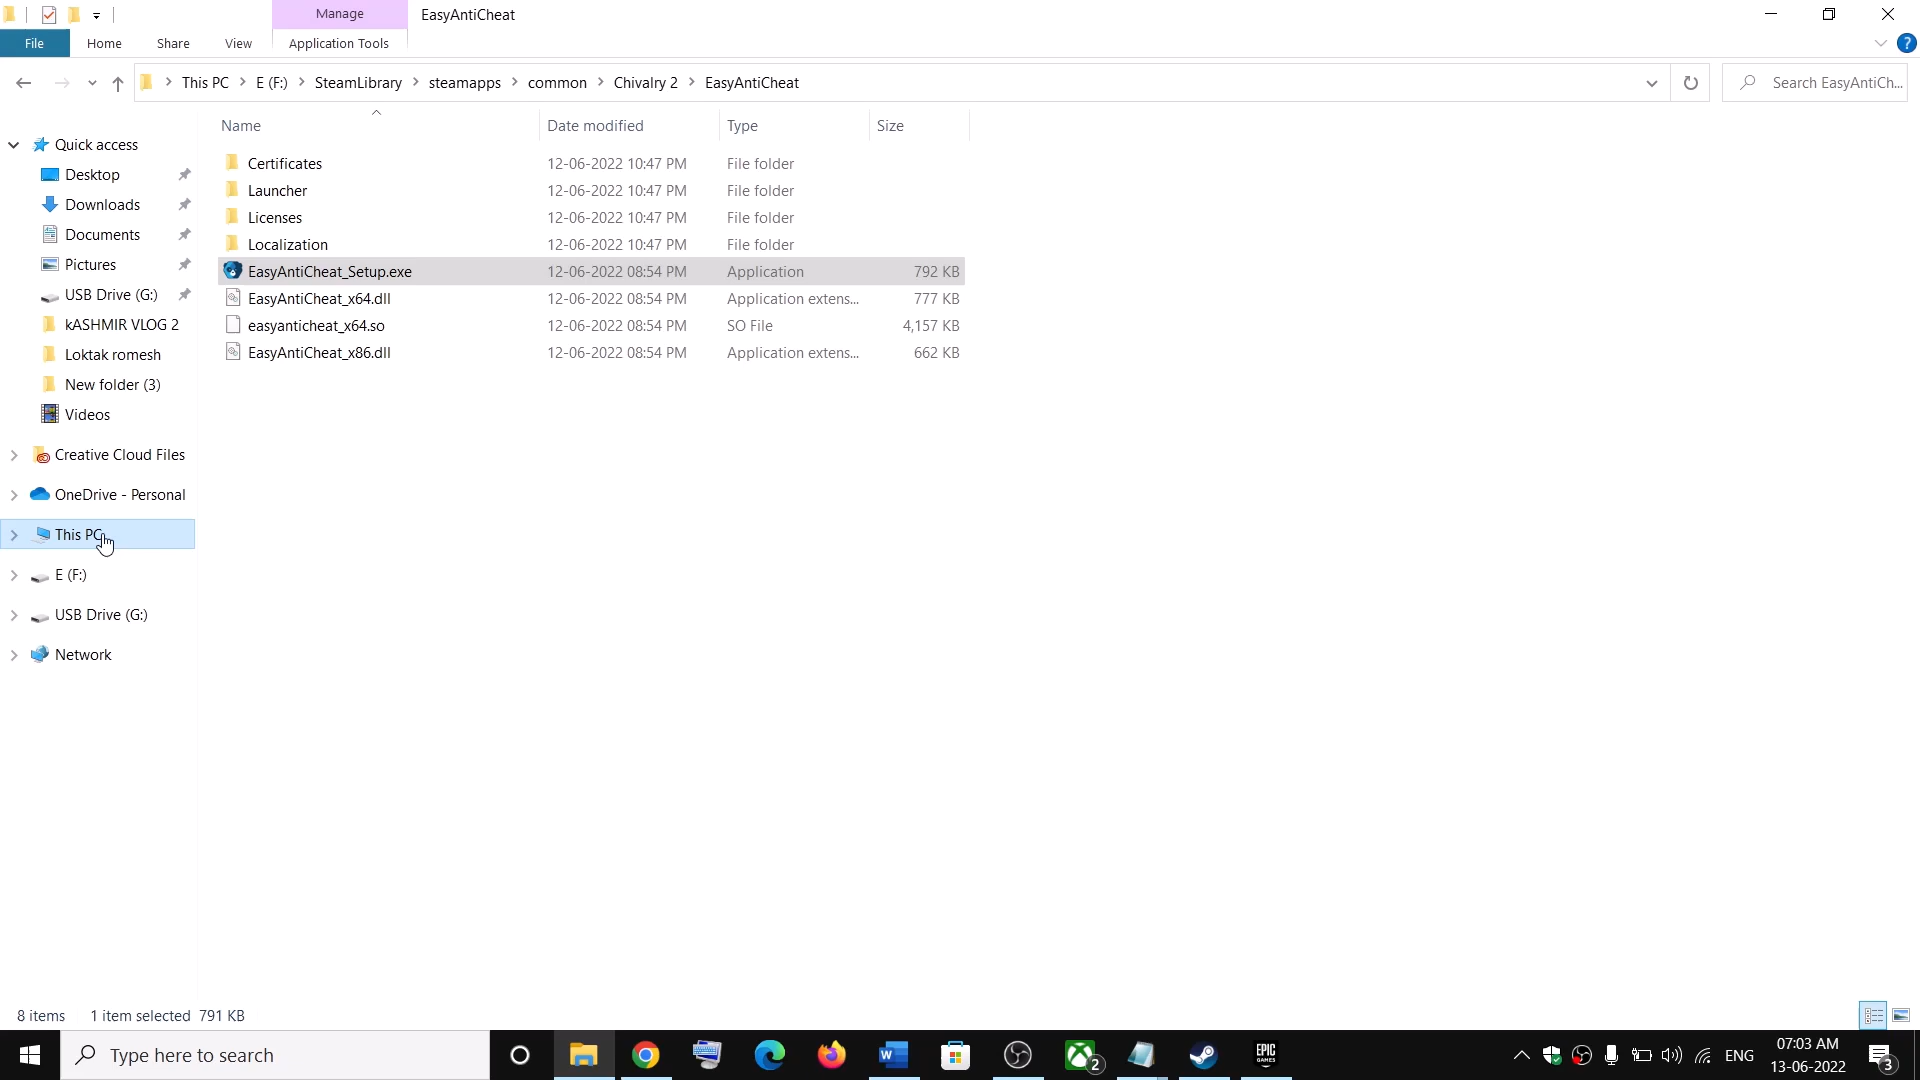 Manage
EasyAntiCheat
File
Home
Share
View
Application Tools
?
This PC
E (F:)
SteamLibrary
steamapps
common
Chivalry 2
EasyAntiCheat
Search EasyAntiCh...
Name
Date modified
Type
Size
Quick access
Desktop
Downloads
Documents
Pictures
USB Drive (G:)
kASHMIR VLOG 2
Loktak romesh
New folder (3)
Videos
Creative Cloud Files
OneDrive - Personal
This PC
E (F:)
USB Drive (G:)
Network
Certificates 12-06-2022 10:47 PM File folder
Launcher 12-06-2022 10:47 PM File folder
Licenses 12-06-2022 10:47 PM File folder
Localization 12-06-2022 10:47 PM File folder
EasyAntiCheat_Setup.exe 12-06-2022 08:54 PM Application 792 KB
EasyAntiCheat_x64.dll 12-06-2022 08:54 PM Application extens... 777 KB
easyanticheat_x64.so 12-06-2022 08:54 PM SO File 4,157 KB
EasyAntiCheat_x86.dll 12-06-2022 08:54 PM Application extens... 662 KB
8 items 1 item selected 791 KB
Type here to search
W
2
EPIC
GAMES
ENG
07:03 AM
13-06-2022
3